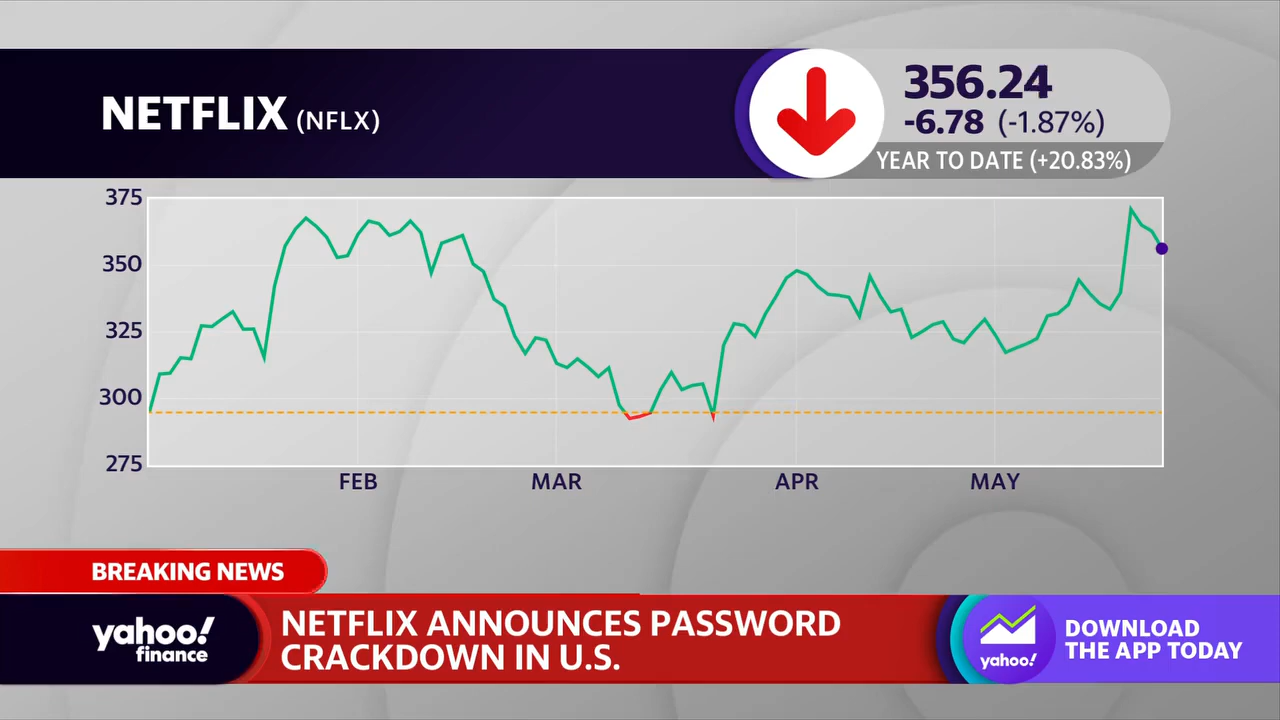 NETFLIX (NFLX)
356.24
-6.78 (-1.87%)
YEAR TO DATE (+20.83%)
375
350
325
300
275
FEB MAR APR MAY
BREAKING NEWS
yahoo!
finance
NETFLIX ANNOUNCES PASSWORD
CRACKDOWN IN U.S.
yahoo!
DOWNLOAD
THE APP TODAY